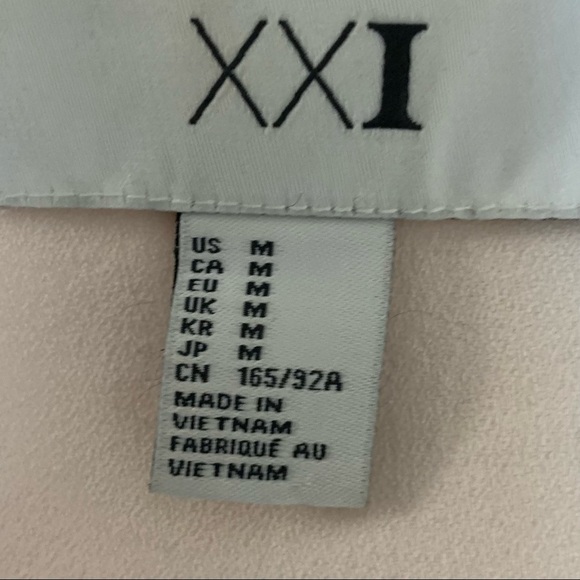 XXI
US M
CA M
EU M
UK M
KR M
JP M
CN 165/92A
MADE IN
VIETNAM
FABRIQUÉ AU
VIETNAM